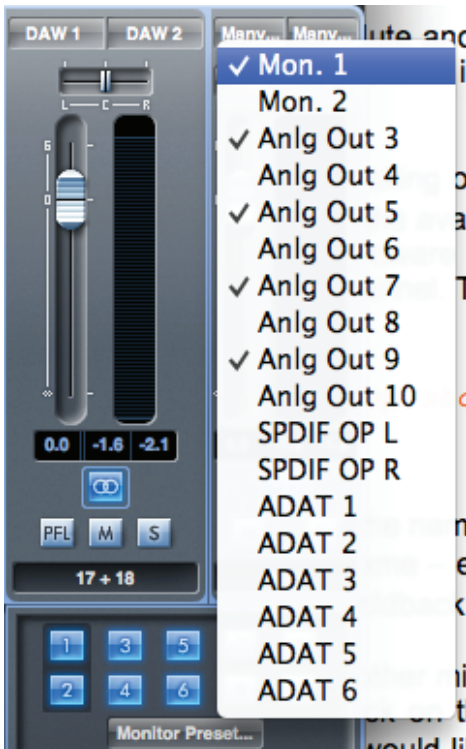 DAW 1 DAW 2 Many... Many...
L C R
6
0
∞
0.0 -1.6 -2.1
PFL M S
17 + 18
1 3 5
2 4 6
Monitor Preset...
✓ Mon. 1
Mon. 2
✓ Anlg Out 3
Anlg Out 4
✓ Anlg Out 5
Anlg Out 6
✓ Anlg Out 7
Anlg Out 8
✓ Anlg Out 9
Anlg Out 10
SPDIF OP L
SPDIF OP R
ADAT 1
ADAT 2
ADAT 3
ADAT 4
ADAT 5
ADAT 6